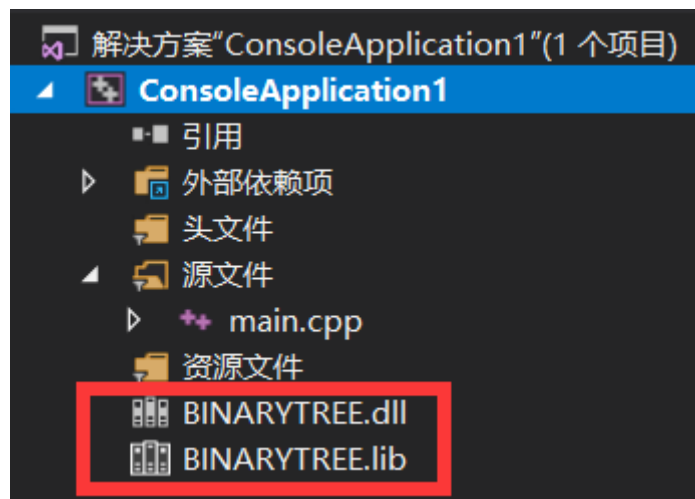 解决方案"ConsoleApplication1"(1 个项目)
ConsoleApplication1
引用
外部依赖项
头文件
源文件
main.cpp
资源文件
BINARYTREE.dll
BINARYTREE.lib